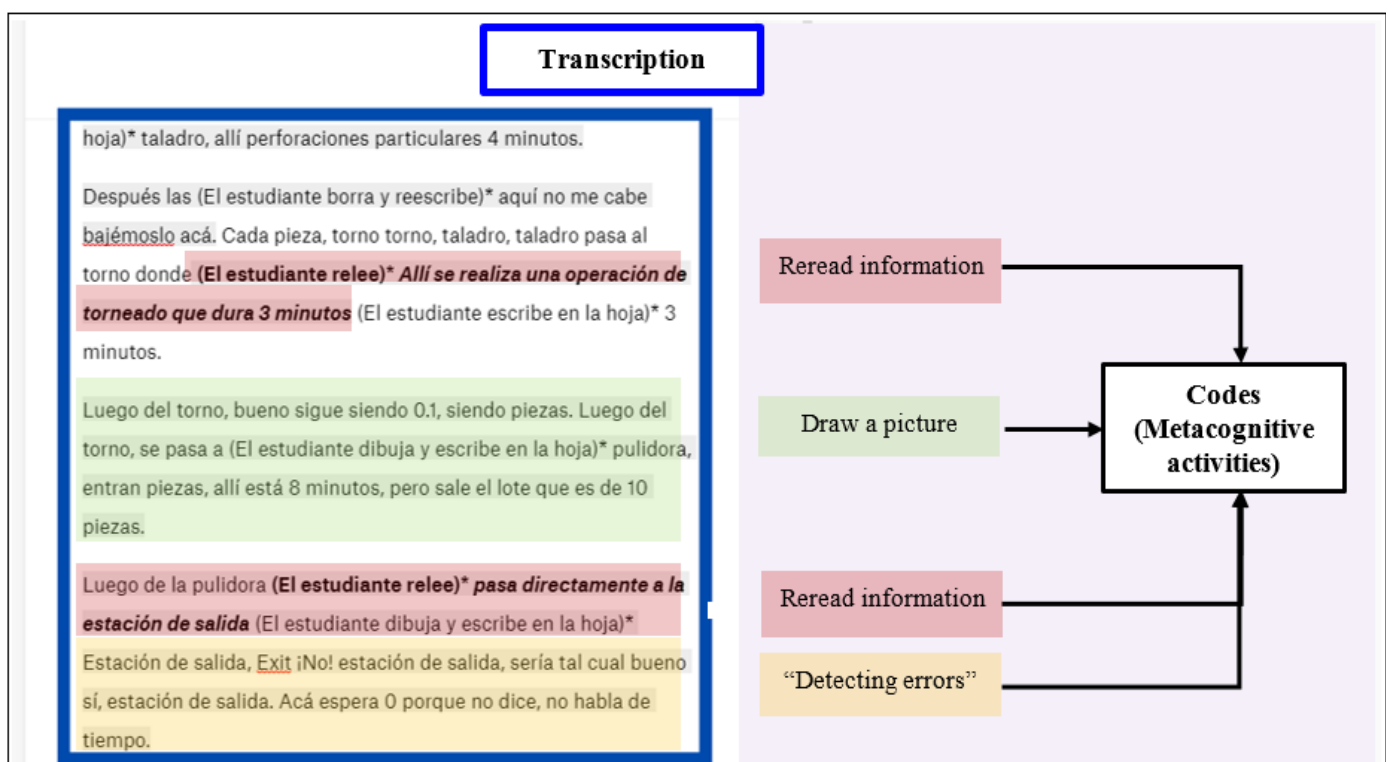 Transcription
hoja)* taladro, allí perforaciones particulares 4 minutos.
Después las (El estudiante borra y reescribe)* aquí no me cabe
bajémoslo acá. Cada pieza, torno torno, taladro, taladro pasa al
torno donde (El estudiante relee)* Allí se realiza una operación de
torneado que dura 3 minutos (El estudiante escribe en la hoja)* 3
minutos.
Luego del torno, bueno sigue siendo 0.1, siendo piezas. Luego del
torno, se pasa a (El estudiante dibuja y escribe en la hoja)* pulidora,
entran piezas, allí está 8 minutos, pero sale el lote que es de 10
piezas.
Luego de la pulidora (El estudiante relee)* pasa directamente a la
estación de salida (El estudiante dibuja y escribe en la hoja)*
Estación de salida, Exit ¡No! estación de salida, sería tal cual bueno
sí, estación de salida. Acá espera 0 porque no dice, no habla de
tiempo.
Reread information
Draw a picture
Reread information
“Detecting errors”
Codes
(Metacognitive
activities)